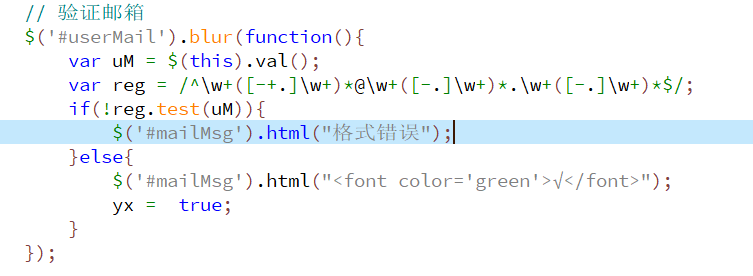 // 验证邮箱
$('#userMail').blur(function(){
    var uM = $(this).val();
    var reg = /^\w+([-+.]\w+)*@\w+([-.]\w+)*.\w+([-.]\w+)*$/;
    if(!reg.test(uM)){
        $('#mailMsg').html("格式错误");
    }else{
        $('#mailMsg').html("<font color='green'>√</font>");
        yx =  true;
    }
});